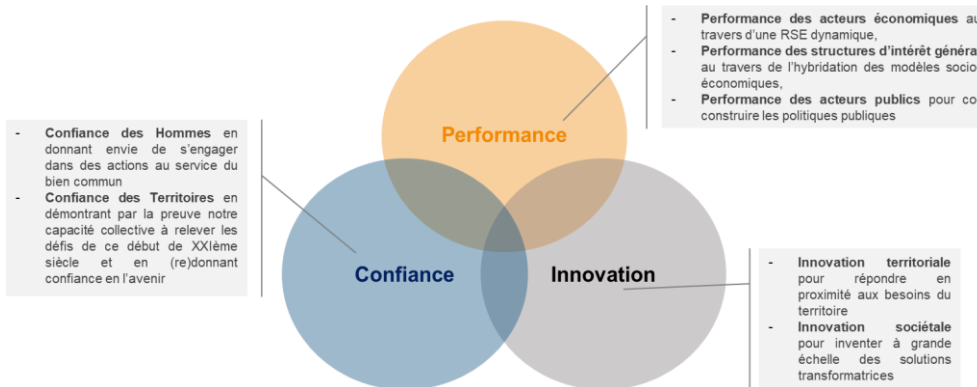 - Performance des acteurs économiques au
travers d'une RSE dynamique,
- Performance des structures d'intérêt général
au travers de l'hybridation des modèles socio
économiques,
- Performance des acteurs publics pour co
construire les politiques publiques
Performance
- Confiance des Hommes en
donnant envie de s'engager
dans des actions au service du
bien commun
- Confiance des Territoires en
démontrant par la preuve notre
capacité collective à relever les
défis de ce début de XXIème
siècle et en (re)donnant
confiance en l'avenir
Confiance
Innovation
- Innovation territoriale
pour répondre en
proximité aux besoins du
territoire
- Innovation sociétale
pour inventer à grande
échelle des solutions
transformatrices